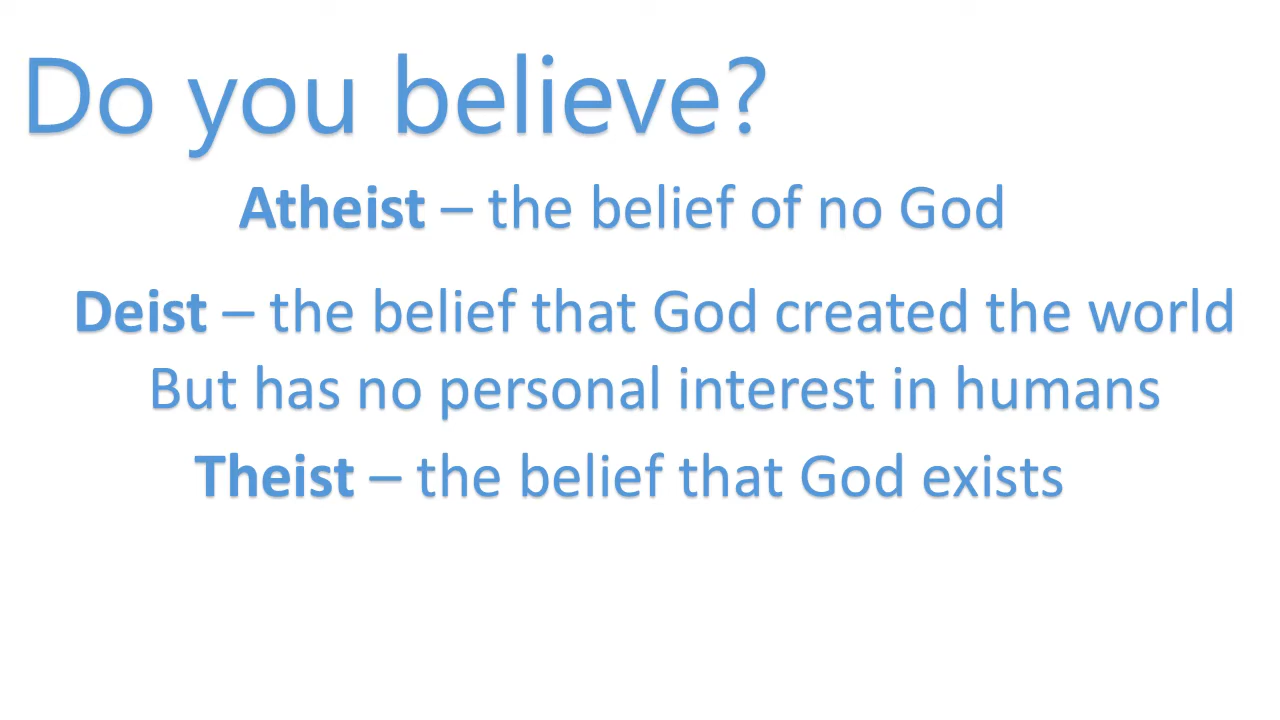 Do you believe?
Atheist – the belief of no God
Deist – the belief that God created the world
But has no personal interest in humans
Theist – the belief that God exists